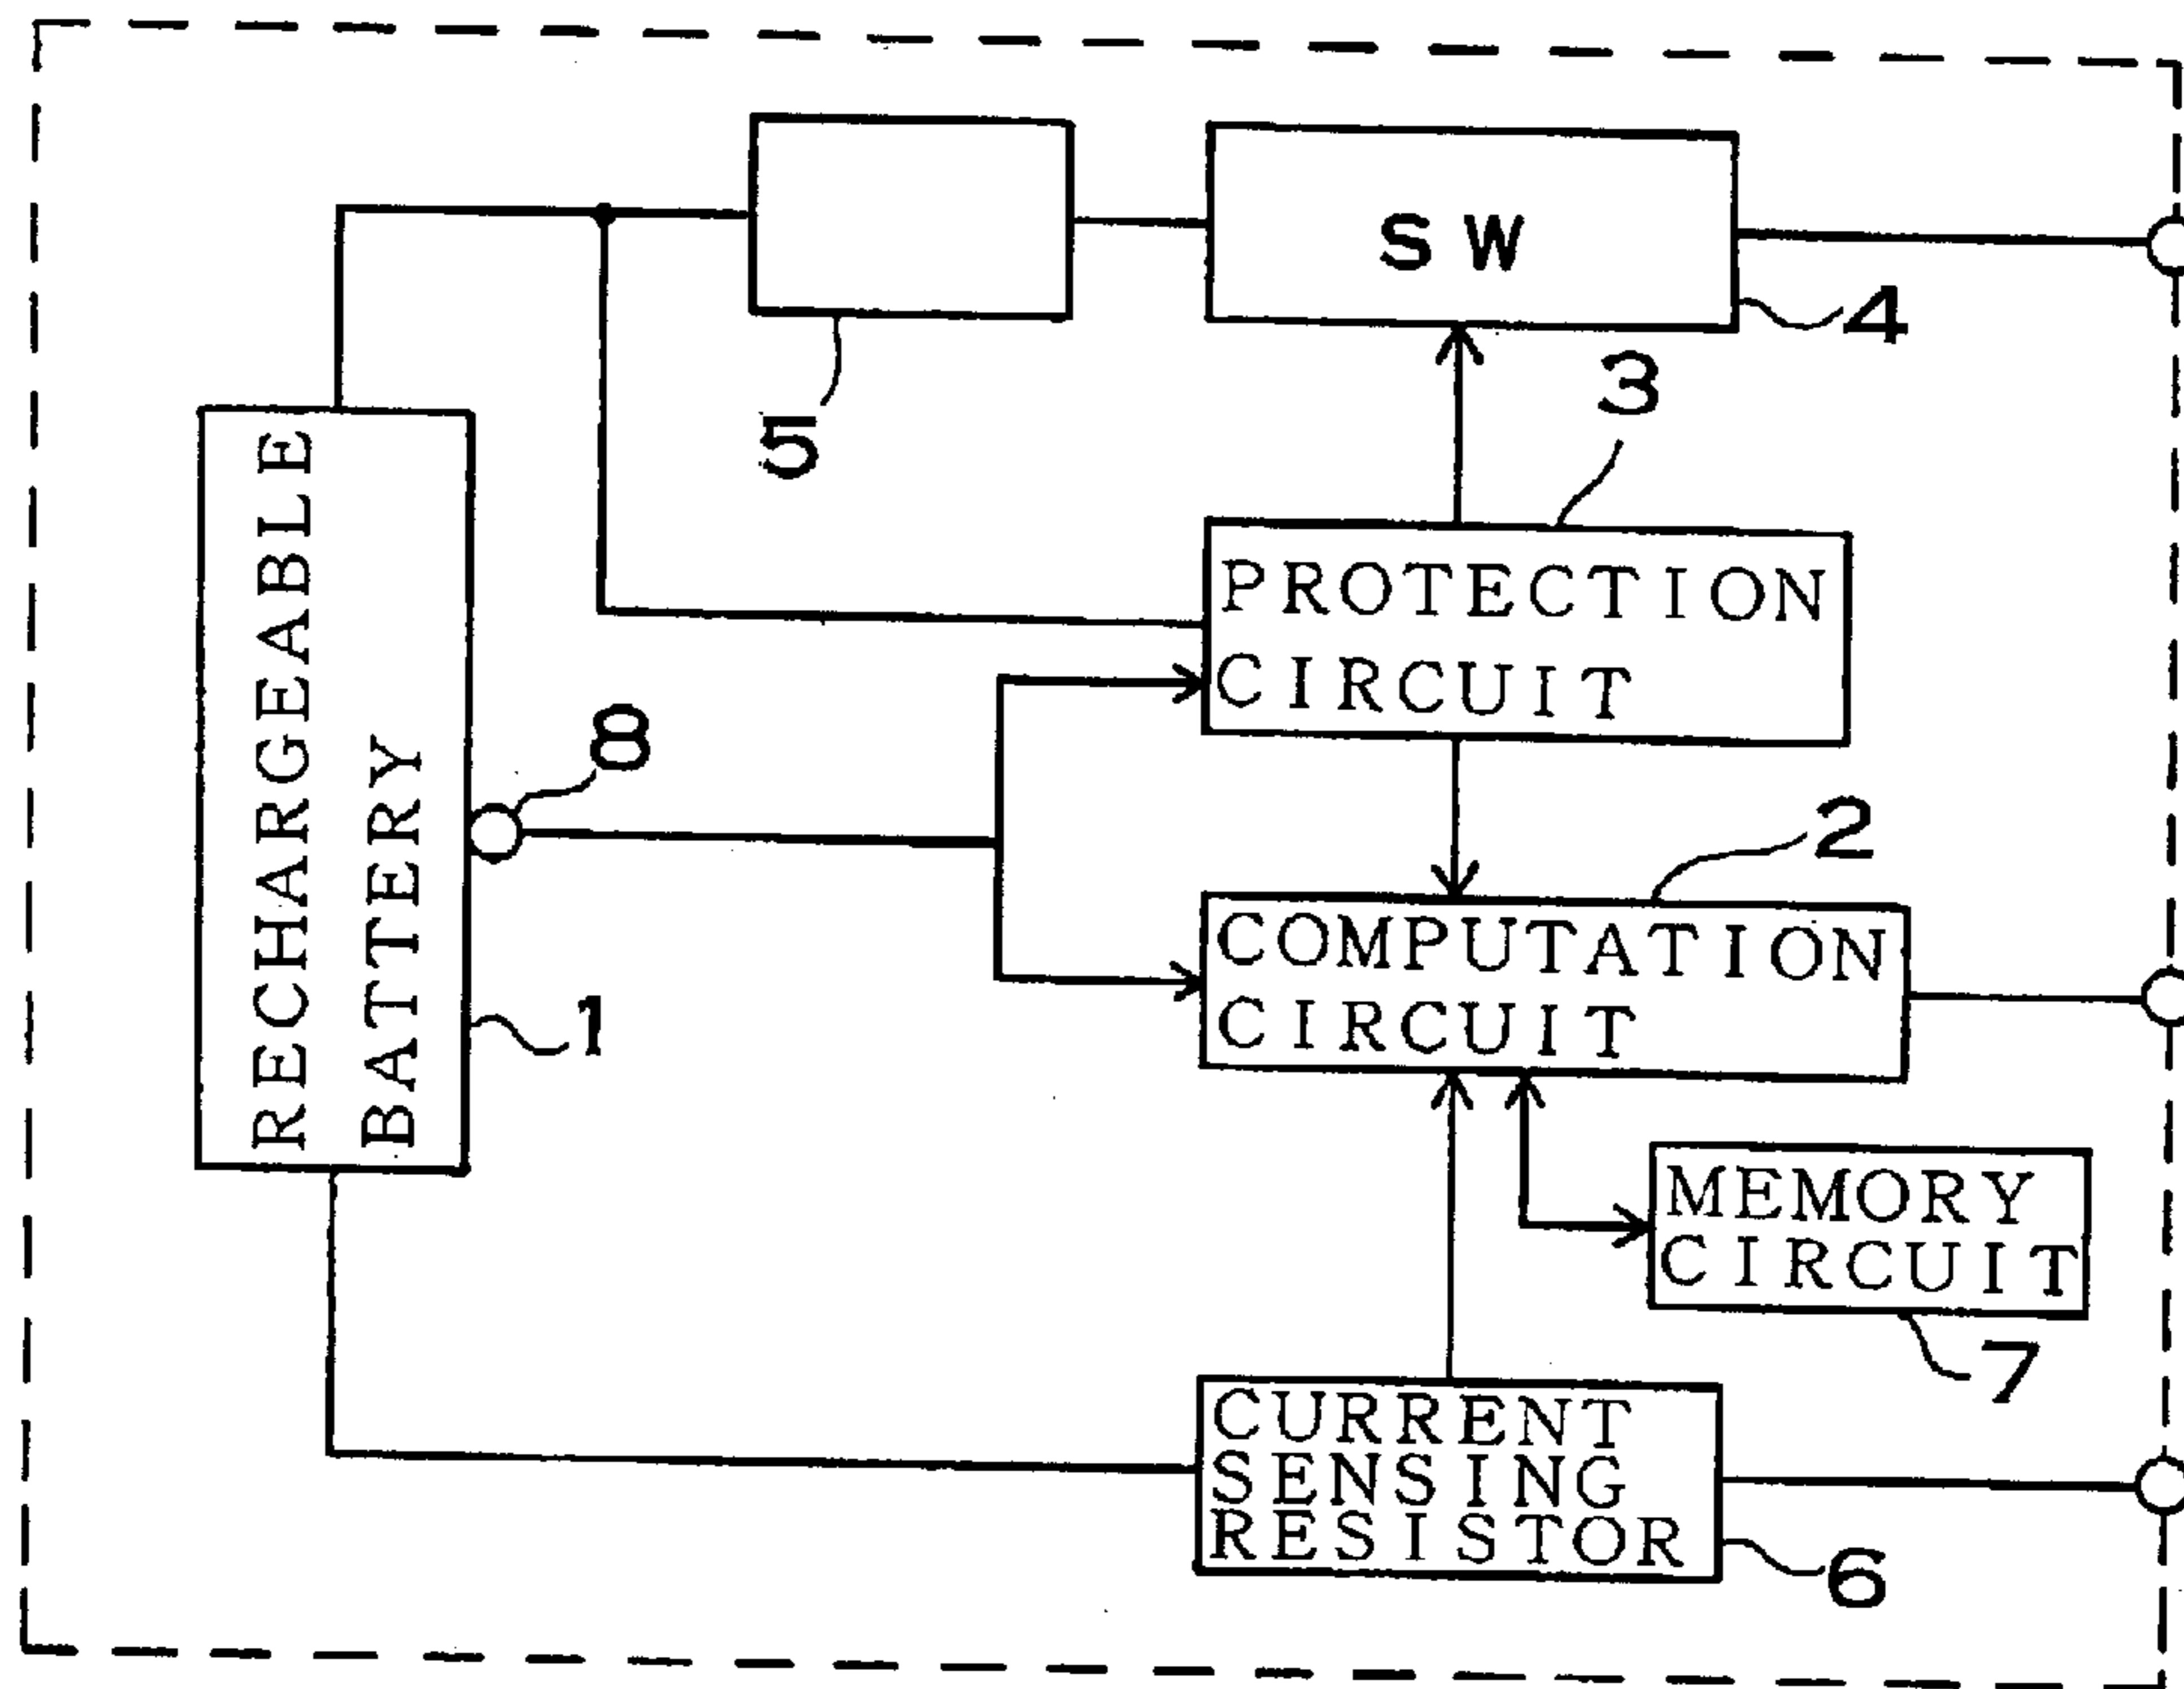 SW
4
5
3
PROTECTION
CIRCUIT
RECHARGEABLE
BATTERY
8
1
2
COMPUTATION
CIRCUIT
MEMORY
CIRCUIT
7
CURRENT
SENSING
RESISTOR
6